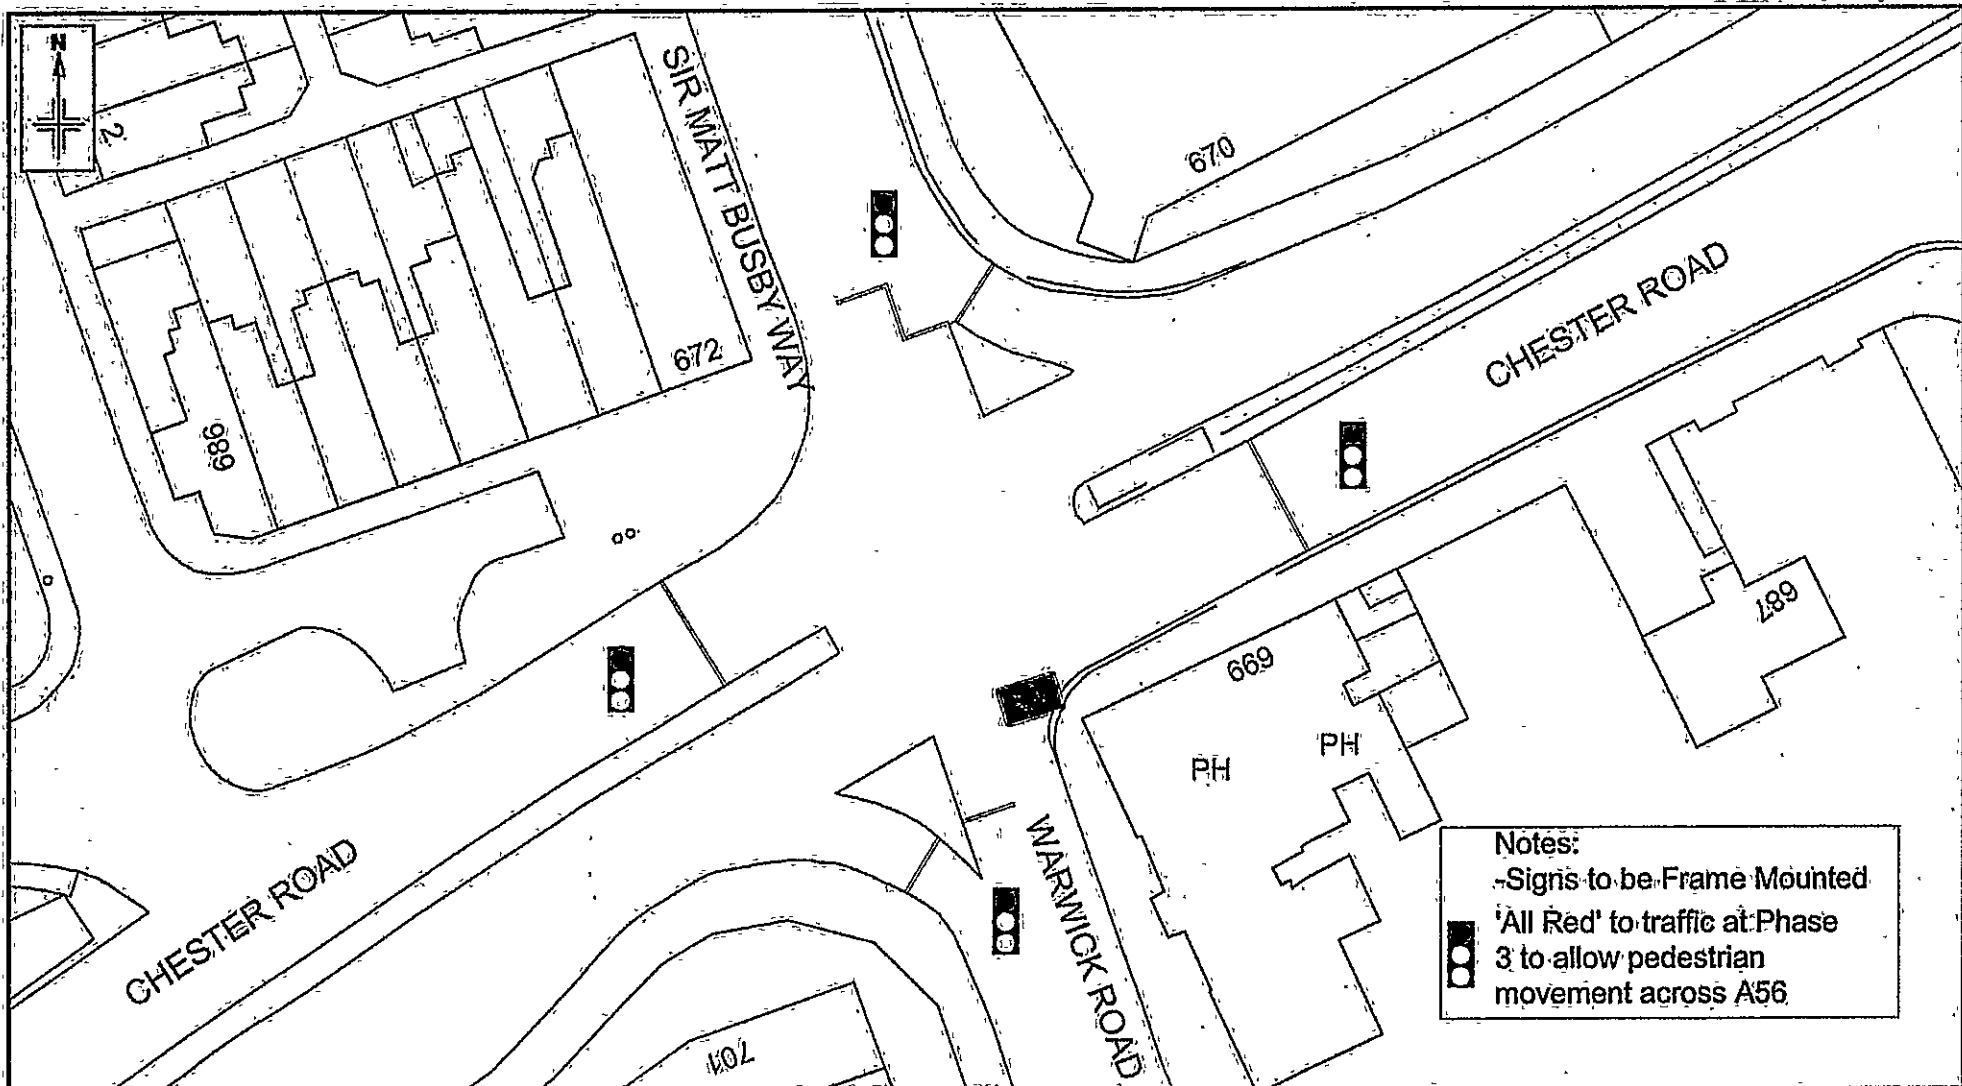 N
2
SIR MATT BUSBY WAY
670
CHESTER ROAD
672
686
669
687
PH
PH
CHESTER ROAD
WARWICK ROAD
701
Notes:
-Signs to be Frame Mounted
'All Red' to traffic at Phase
3 to allow pedestrian
movement across A56